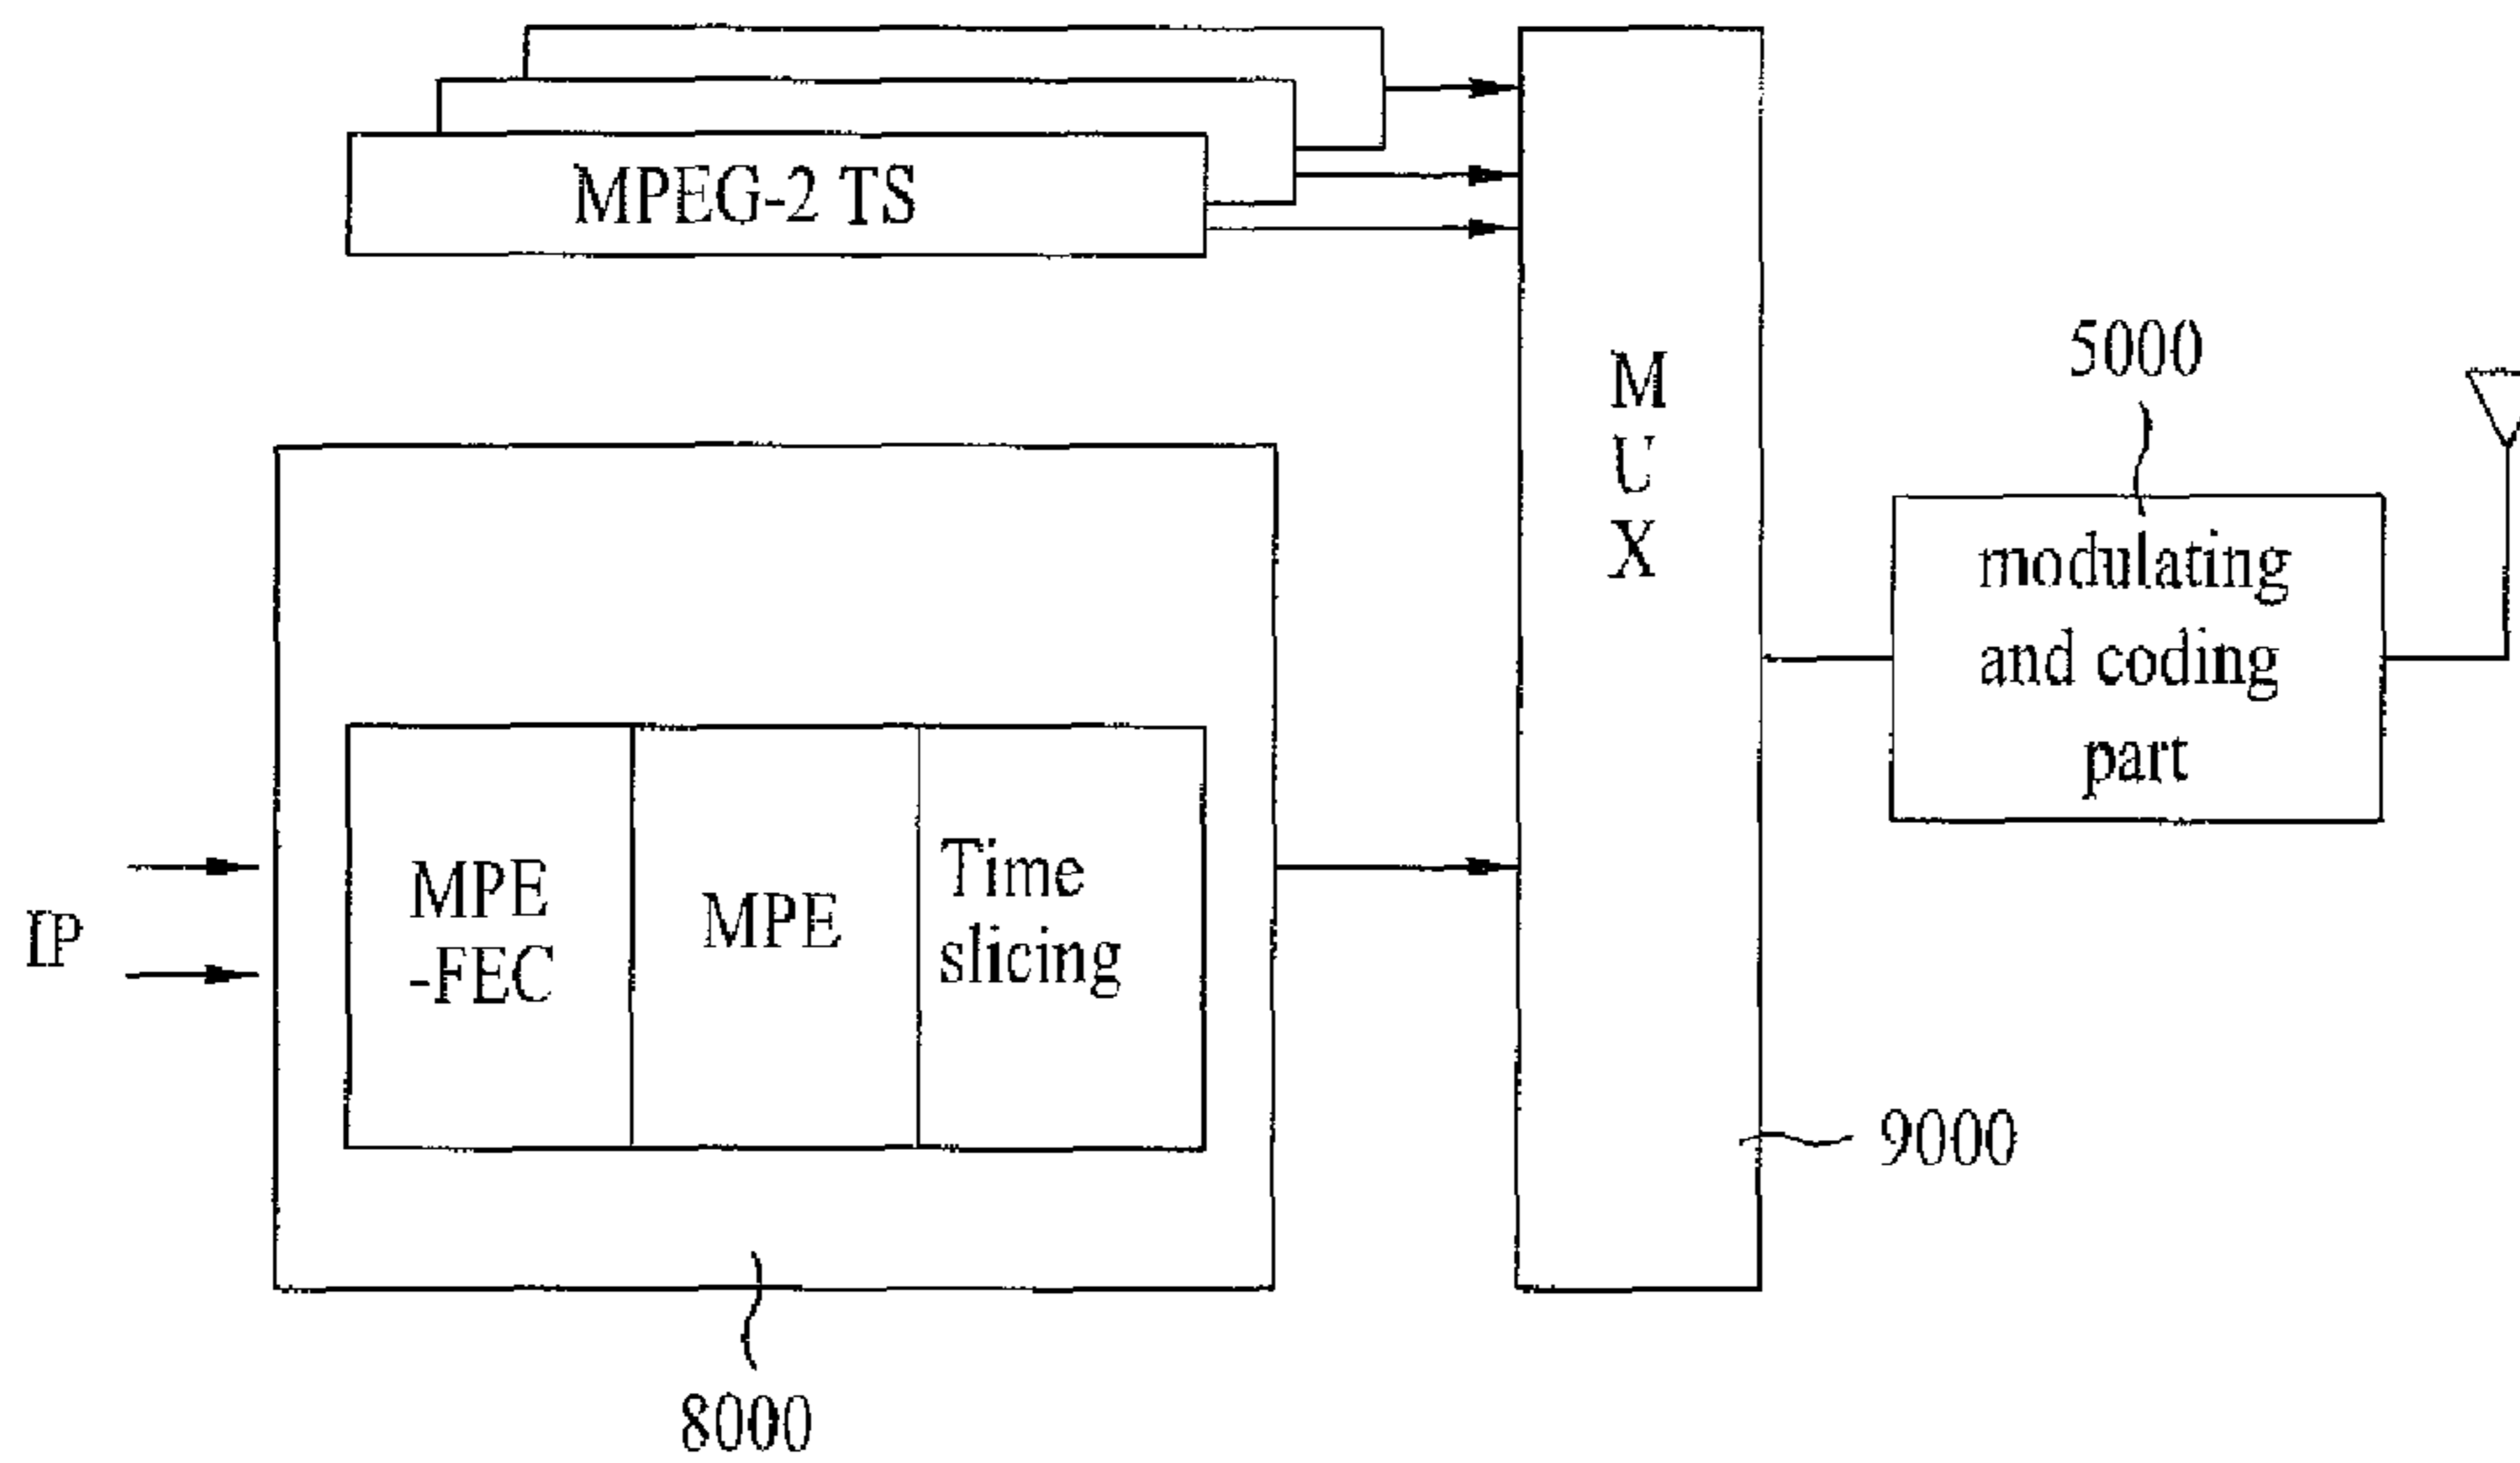 MPEG-2 TS
M
U
X
5000
modulating
and coding
part
IP
MPE
-FEC
MPE
Time
slicing
9000
8000